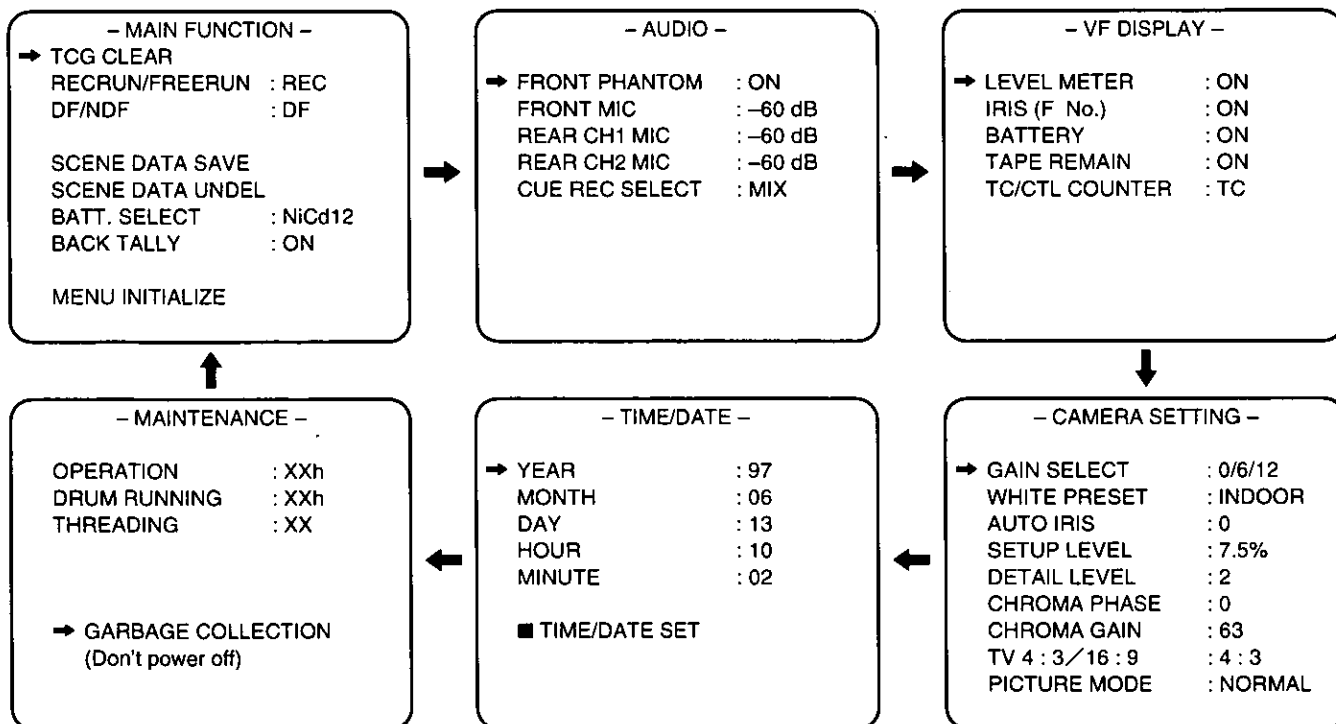 – MAIN FUNCTION –
➡ TCG CLEAR
RECRUN/FREERUN : REC
DF/NDF : DF
SCENE DATA SAVE
SCENE DATA UNDEL
BATT. SELECT : NiCd12
BACK TALLY : ON
MENU INITIALIZE
– AUDIO –
➡ FRONT PHANTOM : ON
FRONT MIC : –60 dB
REAR CH1 MIC : –60 dB
REAR CH2 MIC : –60 dB
CUE REC SELECT : MIX
– VF DISPLAY –
➡ LEVEL METER : ON
IRIS (F No.) : ON
BATTERY : ON
TAPE REMAIN : ON
TC/CTL COUNTER : TC
– MAINTENANCE –
OPERATION : XXh
DRUM RUNNING : XXh
THREADING : XX
➡ GARBAGE COLLECTION
(Don't power off)
– TIME/DATE –
➡ YEAR : 97
MONTH : 06
DAY : 13
HOUR : 10
MINUTE : 02
■ TIME/DATE SET
– CAMERA SETTING –
➡ GAIN SELECT : 0/6/12
WHITE PRESET : INDOOR
AUTO IRIS : 0
SETUP LEVEL : 7.5%
DETAIL LEVEL : 2
CHROMA PHASE : 0
CHROMA GAIN : 63
TV 4 : 3/16 : 9 : 4 : 3
PICTURE MODE : NORMAL